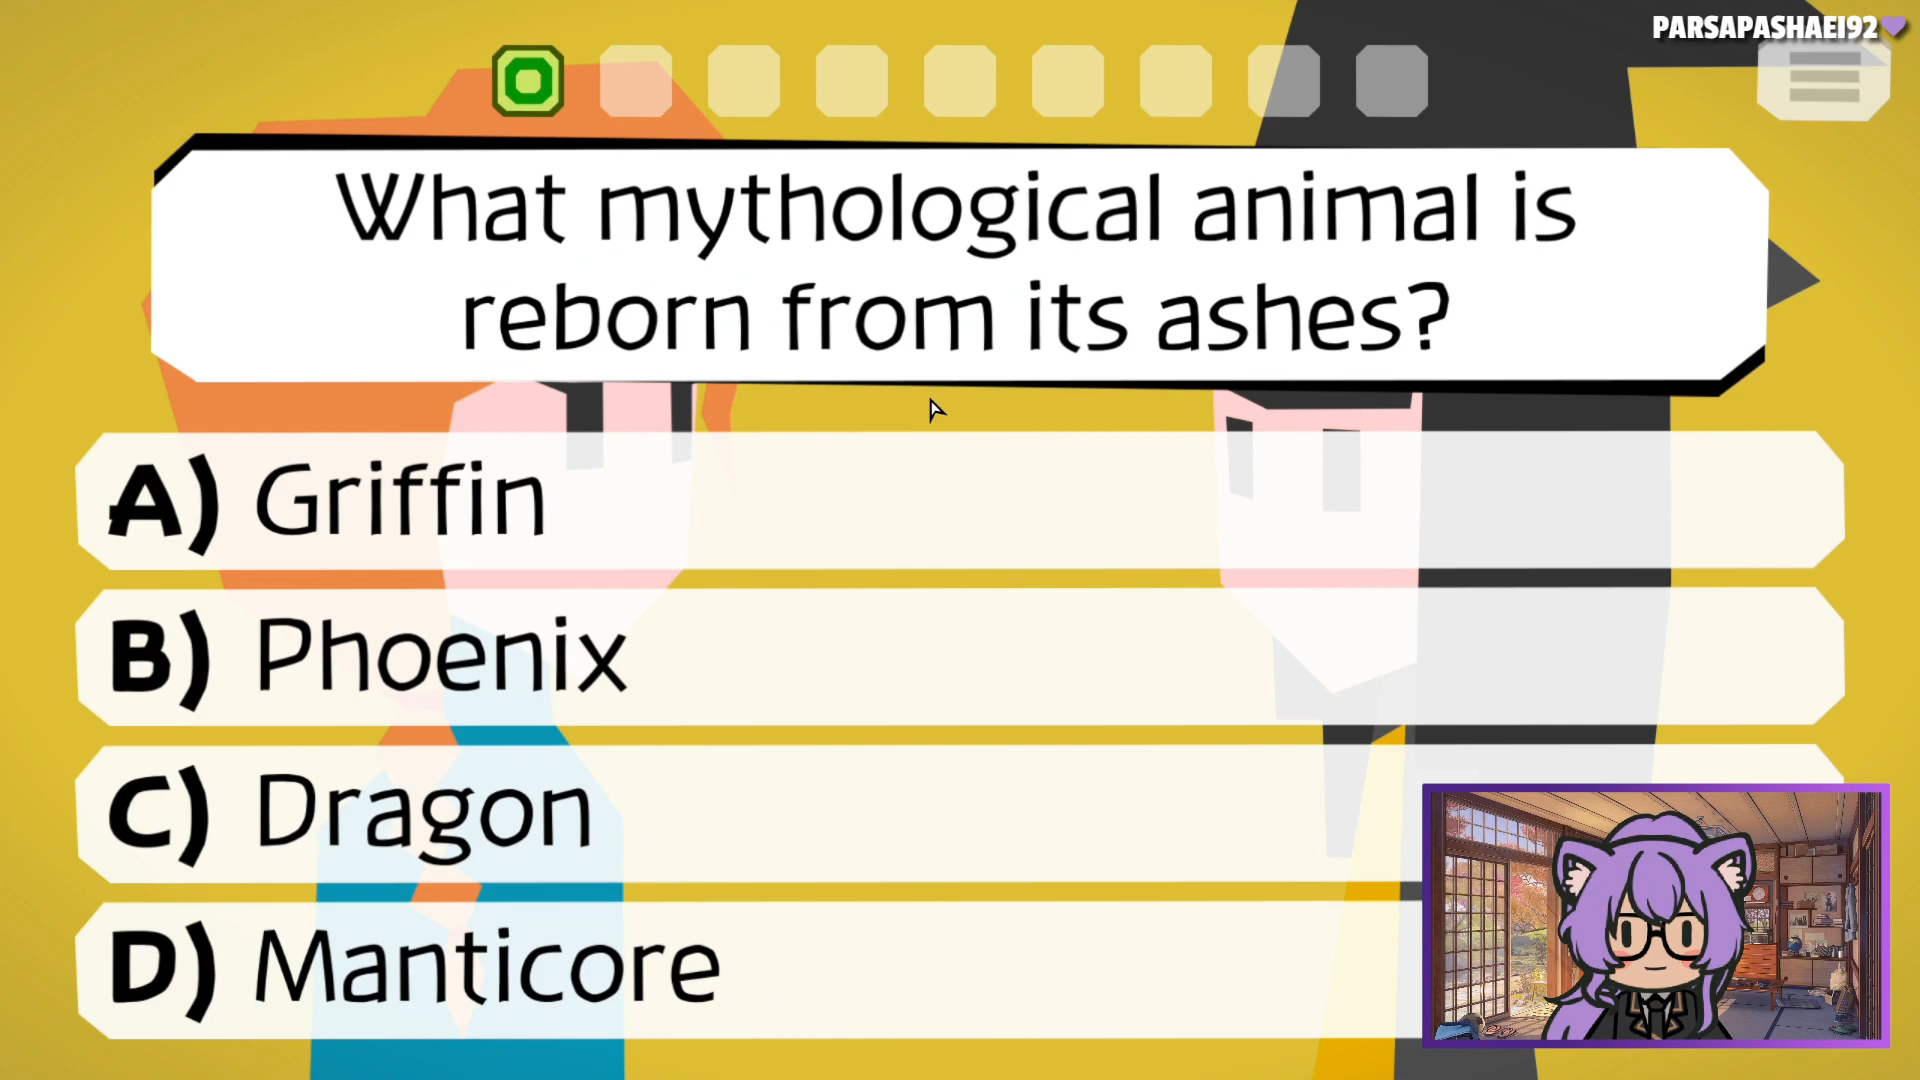 PARSAPASHAEI92
What mythological animal is
reborn from its ashes?
A) Griffin
B) Phoenix
C) Dragon
D) Manticore